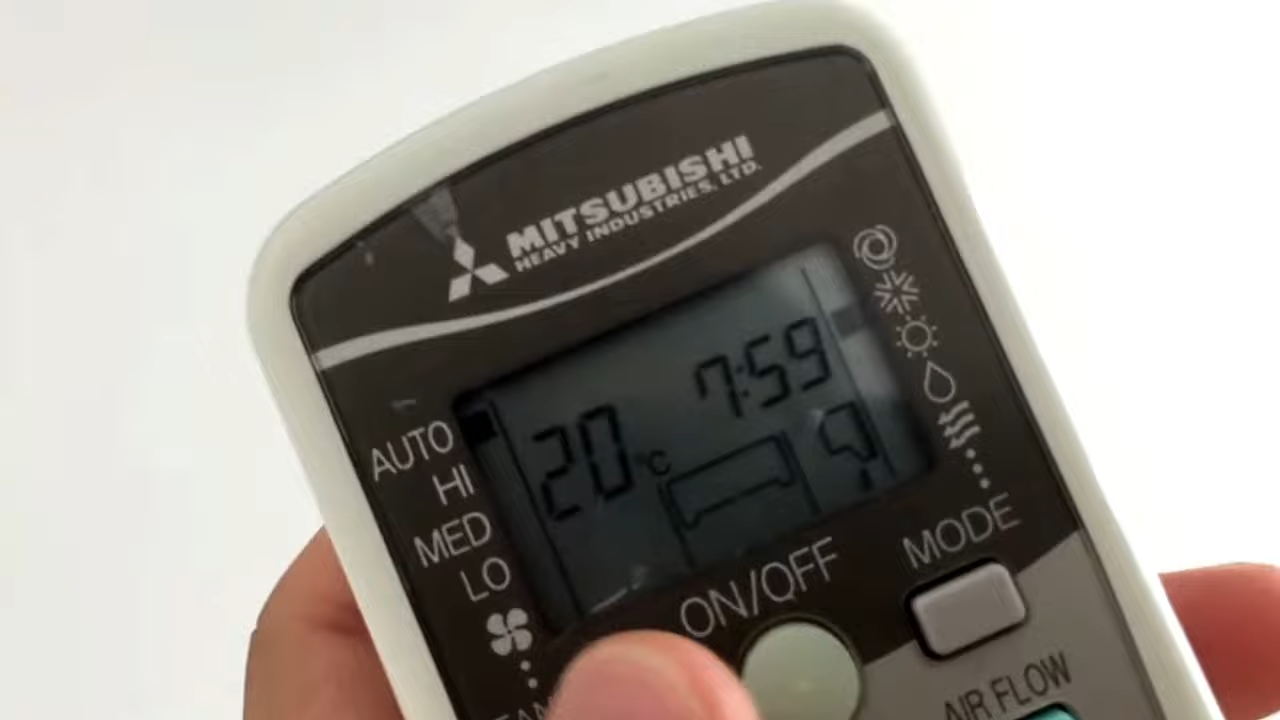 MITSUBISHI
HEAVY INDUSTRIES, LTD.
7:59
20 °C
AUTO
HI
MED
LO
ON/OFF
MODE
AIR FLOW